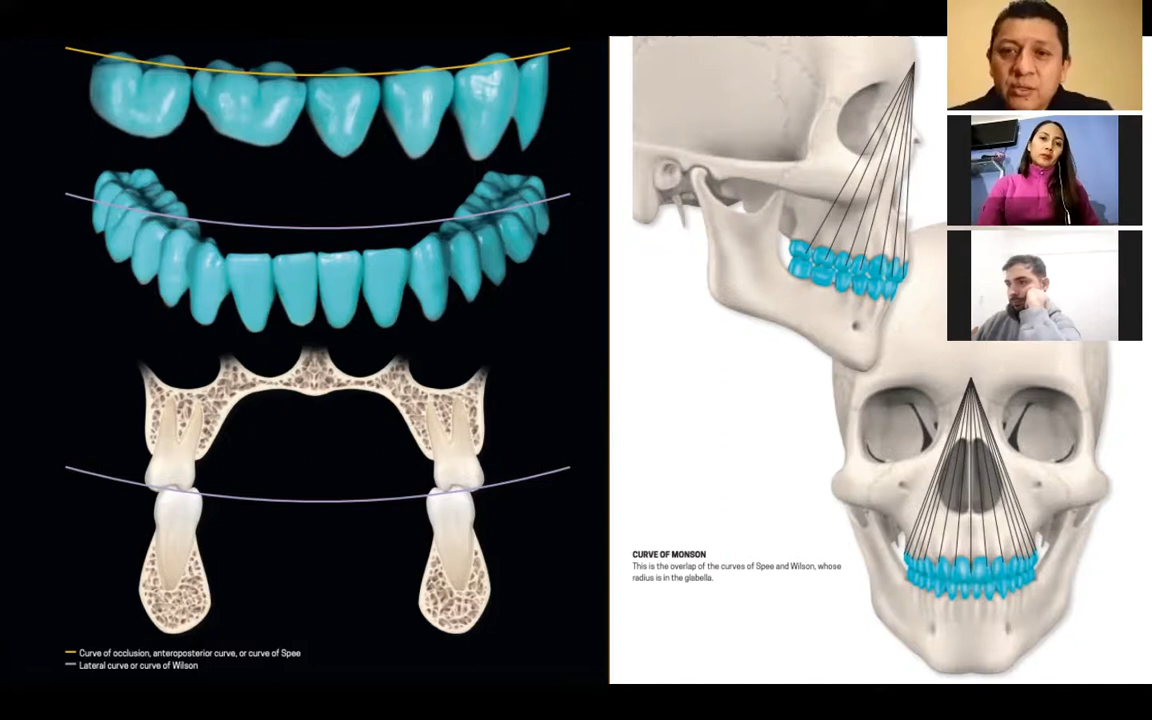 Curve of occlusion, anteroposterior curve, or curve of Spee
Lateral curve or curve of Wilson
CURVE OF MONSON
This is the overlap of the curves of Spee and Wilson, whose
radius is in the glabella.